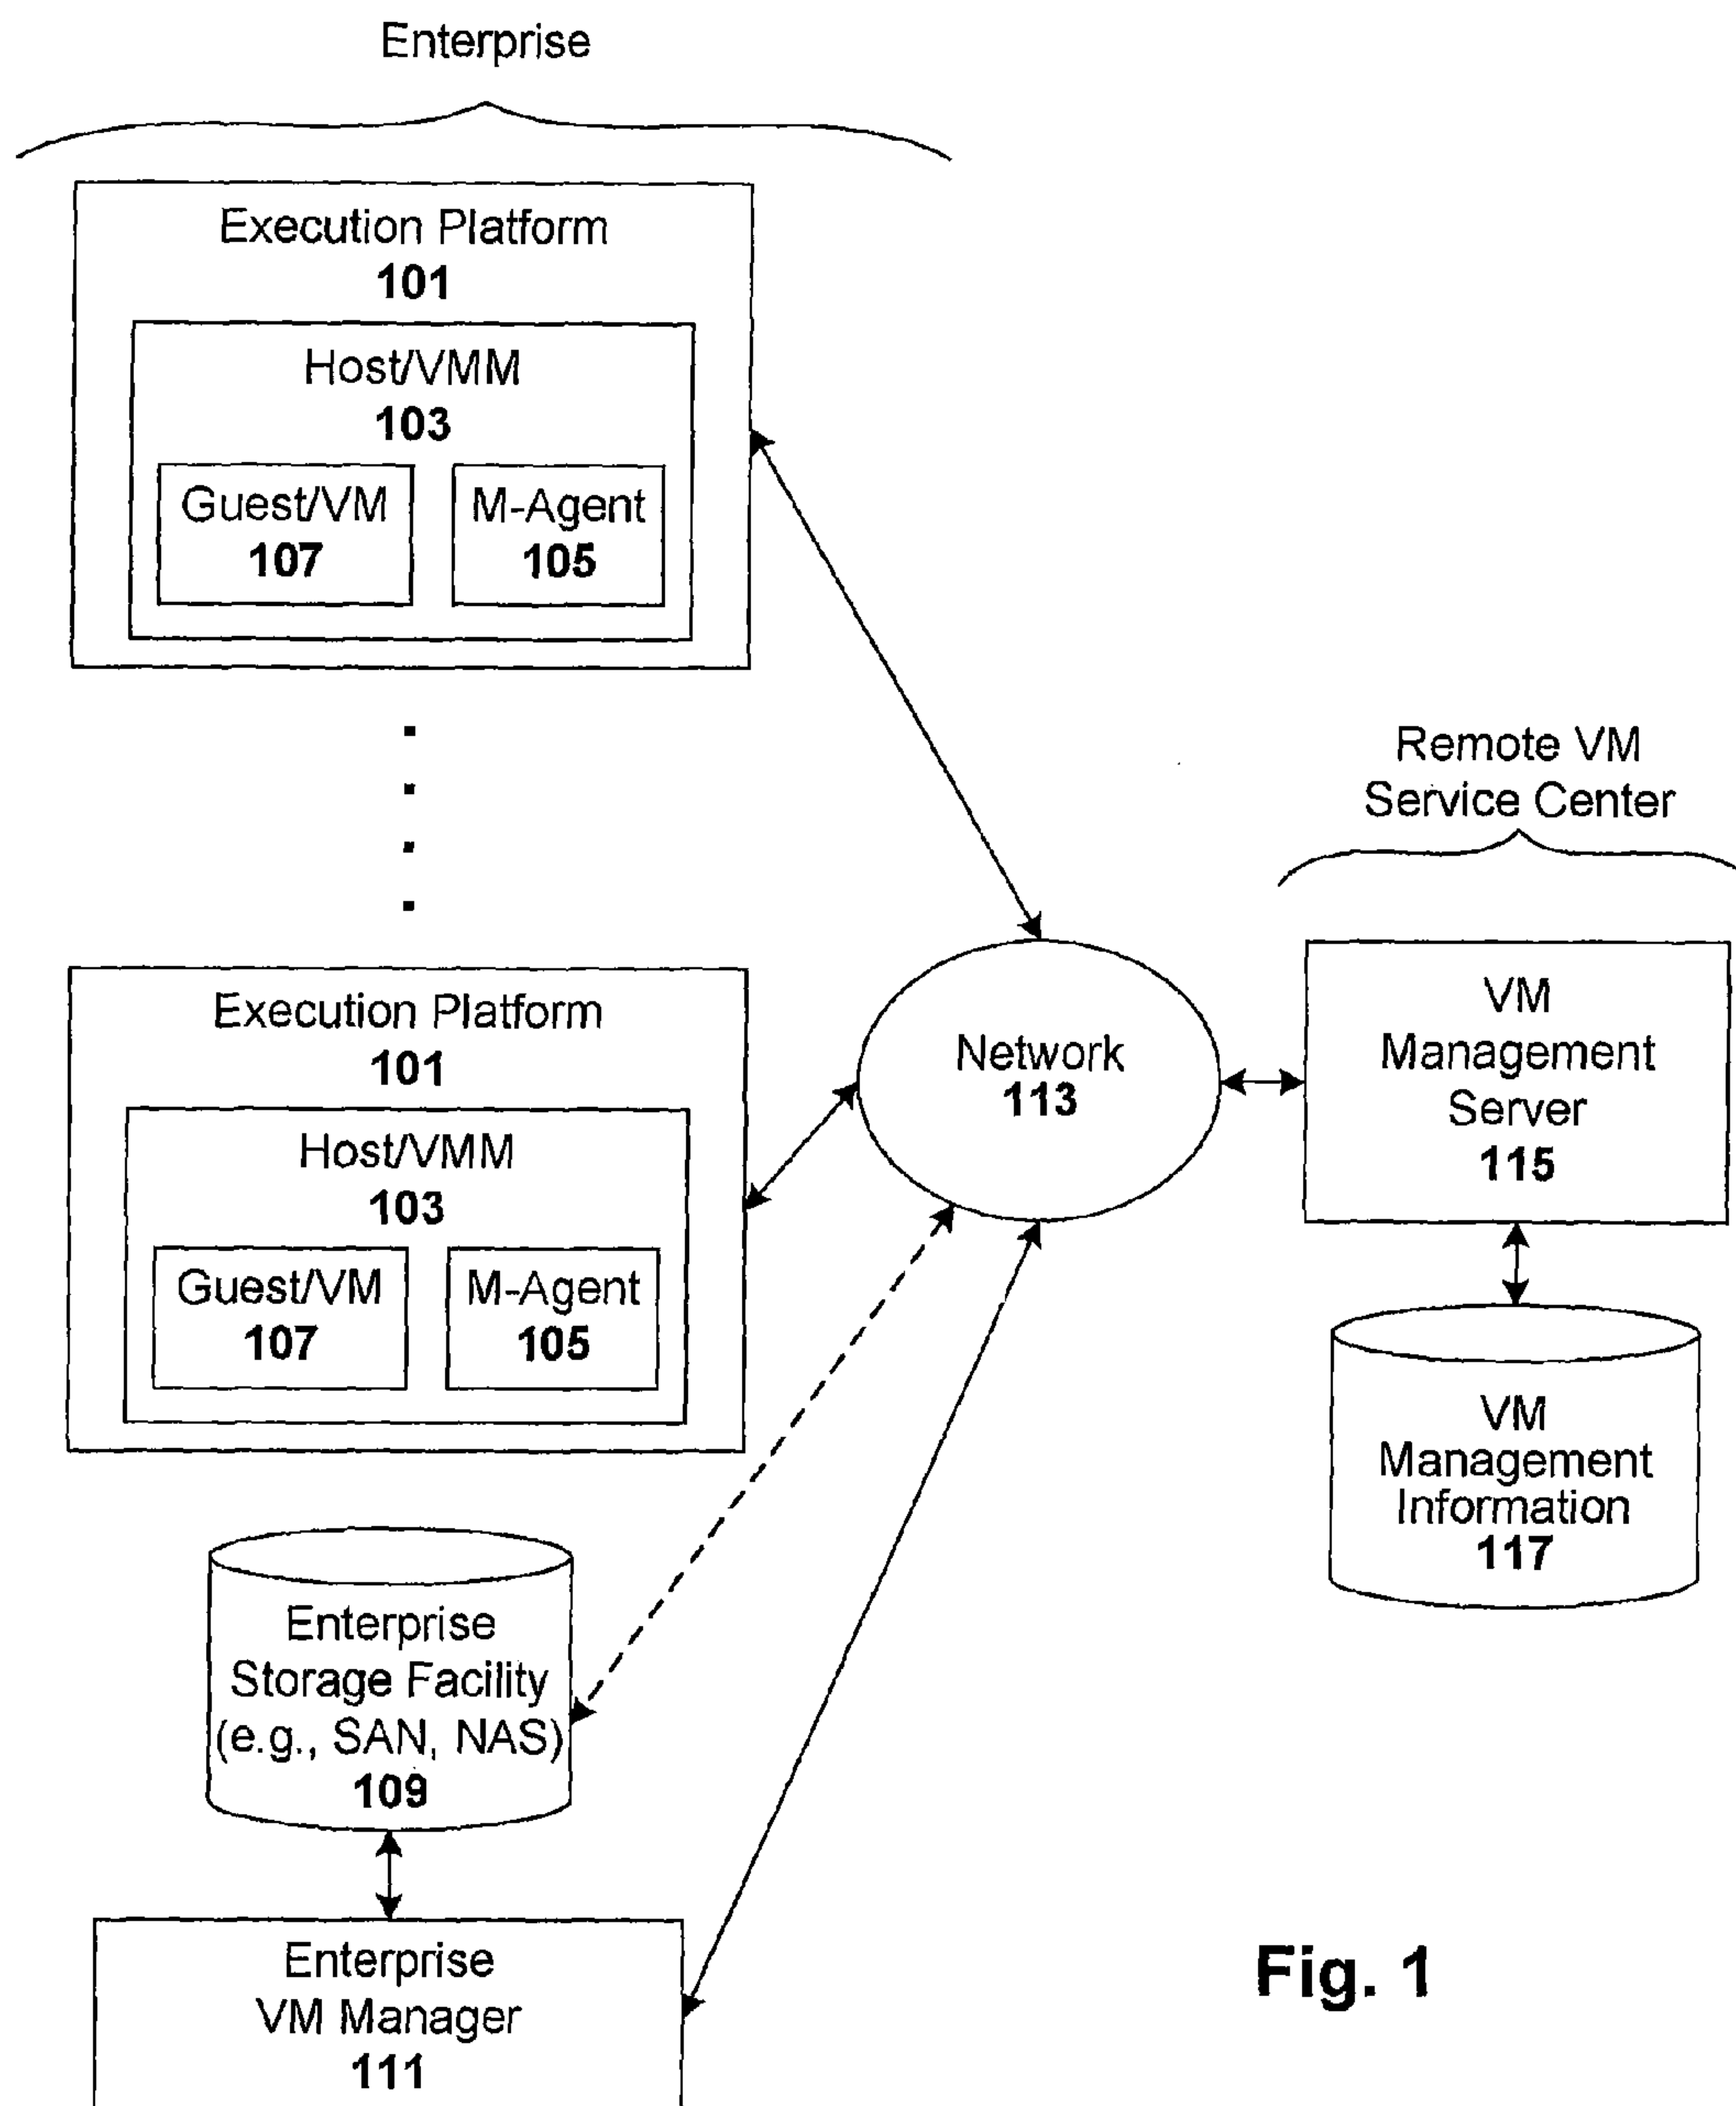 Enterprise
Execution Platform
101
Host/VMM
103
Guest/VM
107
M-Agent
105
Execution Platform
101
Host/VMM
103
Guest/VM
107
M-Agent
105
Enterprise
Storage Facility
(e.g., SAN, NAS)
109
Enterprise
VM Manager
111
Network
113
Remote VM
Service Center
VM
Management
Server
115
VM
Management
Information
117
Fig. 1